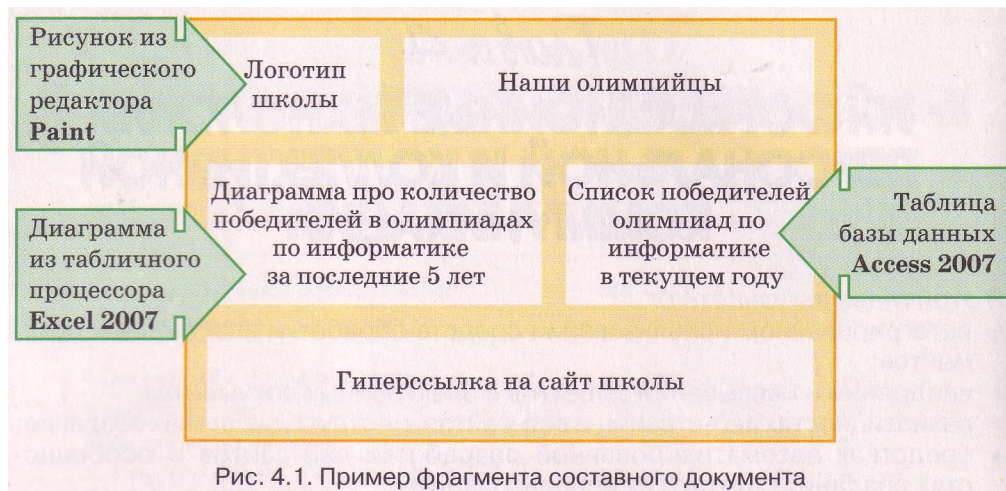 Рисунок из
графического
редактора
Paint
Логотип
школы
Наши олимпийцы
Диаграмма
из табличного
процессора
Excel 2007
Диаграмма про количество
победителей в олимпиадах
по информатике
за последние 5 лет
Список победителей
олимпиад по
информатике
в текущем году
Таблица
базы данных
Access 2007
Гиперссылка на сайт школы
Рис. 4.1. Пример фрагмента составного документа